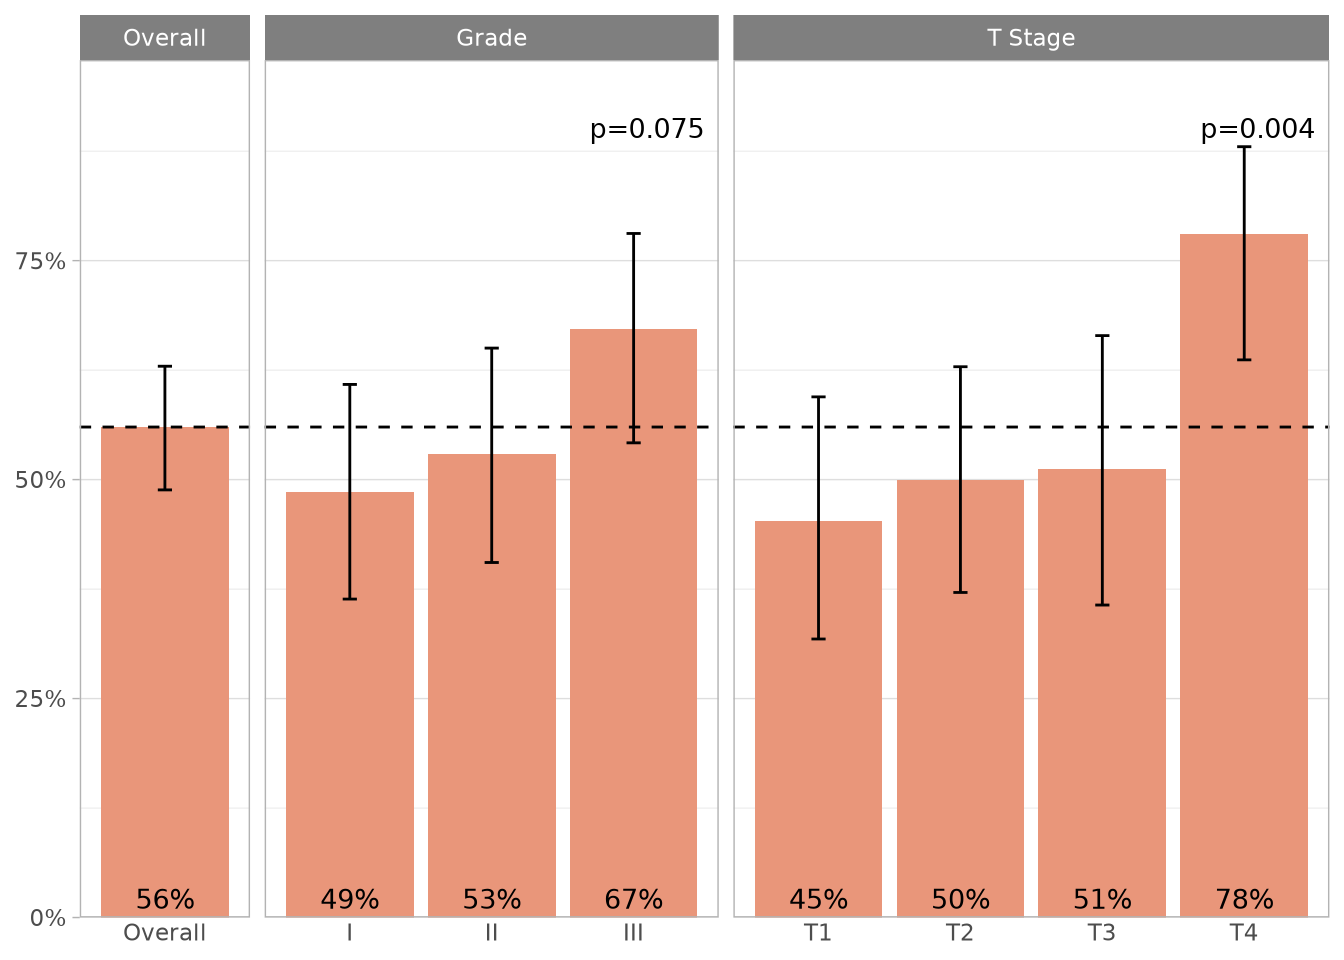 Overall
Grade
T Stage
p=0.075
p=0.004
75%
50%
25%
0%
56%
49%
53%
67%
45%
50%
51%
78%
Overall
I
II
III
T1
T2
T3
T4